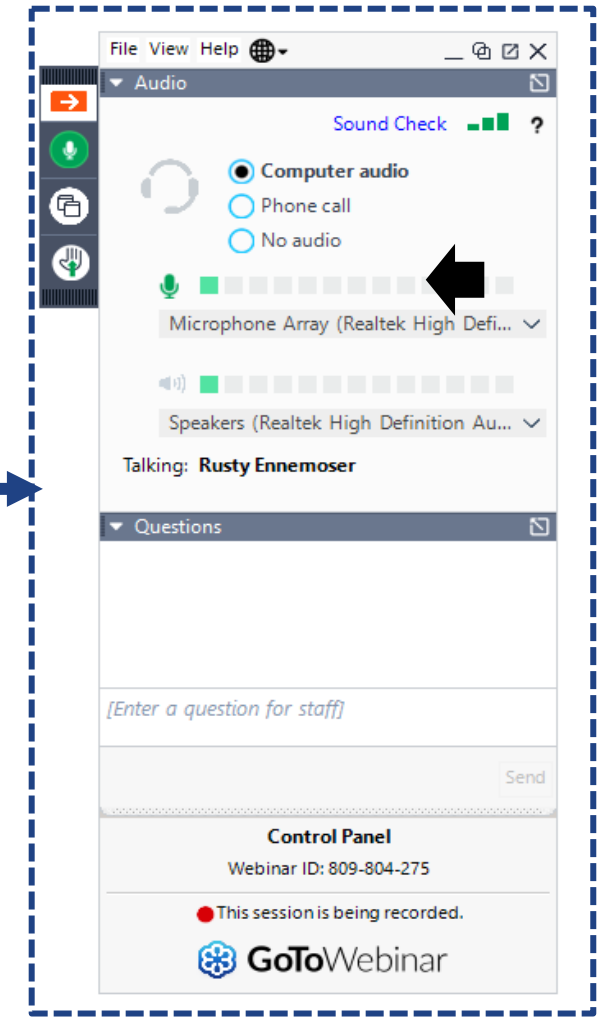 File View Help
Audio
Sound Check ?
Computer audio
Phone call
No audio
Microphone Array (Realtek High Defi...
Speakers (Realtek High Definition Au...
Talking: Rusty Ennemoser
Questions
[Enter a question for staff]
Send
Control Panel
Webinar ID: 809-804-275
This session is being recorded.
GoToWebinar